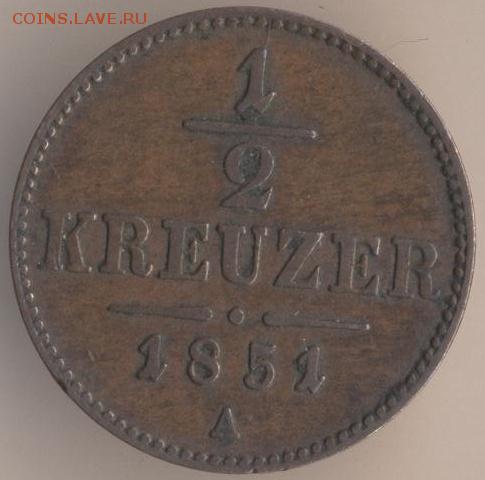 COINS.LAVE.RU
1
2
KREUZER
1851
A